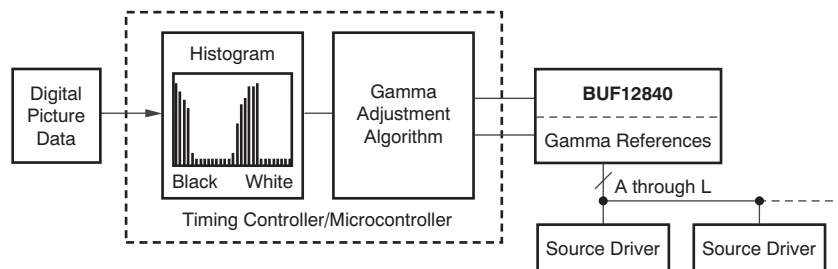 Digital
Picture
Data
Histogram
Black White
Gamma
Adjustment
Algorithm
Timing Controller/Microcontroller
BUF12840
Gamma References
A through L
Source Driver
Source Driver